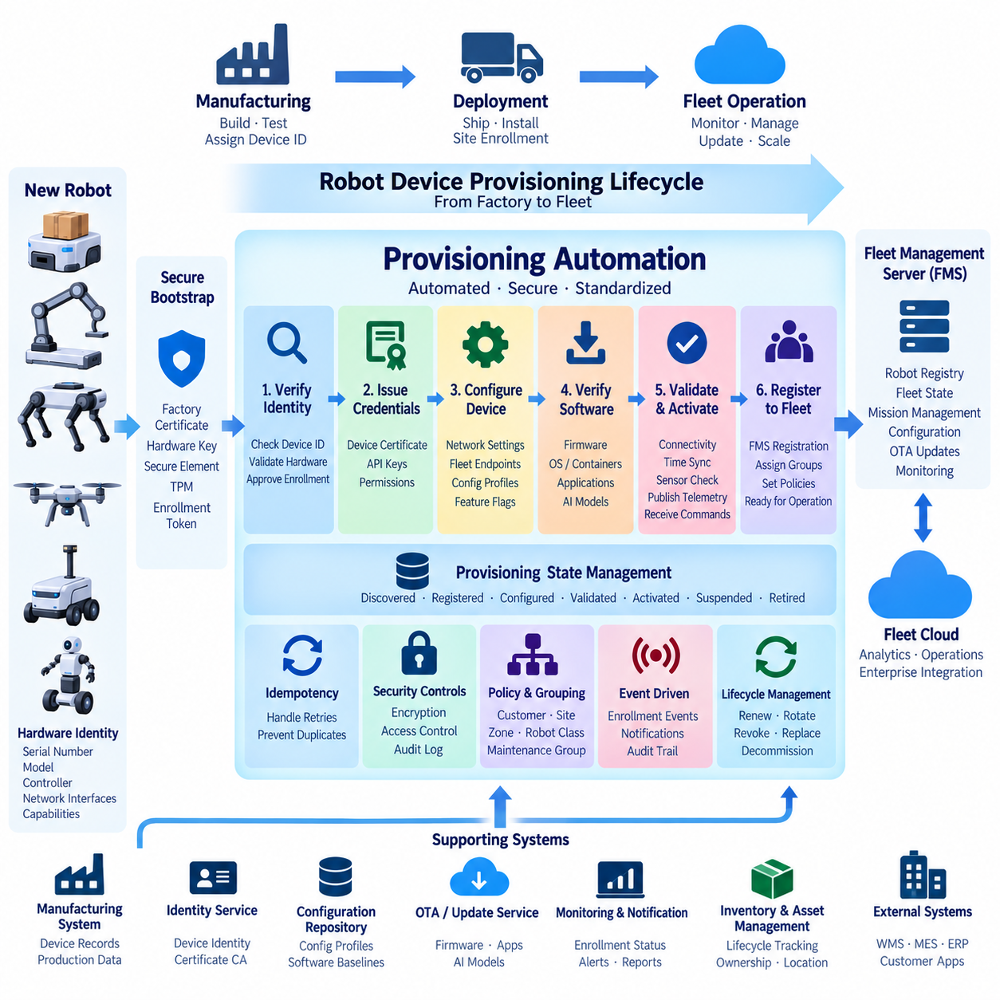 Manufacturing
Build · Test
Assign Device ID
Deployment
Ship · Install
Site Enrollment
Fleet Operation
Monitor · Manage
Update · Scale
Robot Device Provisioning Lifecycle
From Factory to Fleet
New Robot
Hardware Identity
Serial Number
Model
Controller
Network Interfaces
Capabilities
Secure
Bootstrap
Factory
Certificate
Hardware Key
Secure Element
TPM
Enrollment
Token
Provisioning Automation
Automated · Secure · Standardized
1. Verify
Identity
Check Device ID
Validate Hardware
Approve Enrollment
2. Issue
Credentials
Device Certificate
API Keys
Permissions
3. Configure
Device
Network Settings
Fleet Endpoints
Config Profiles
Feature Flags
4. Verify
Software
Firmware
OS / Containers
Applications
AI Models
5. Validate
& Activate
Connectivity
Time Sync
Sensor Check
Publish Telemetry
Receive Commands
6. Register
to Fleet
FMS Registration
Assign Groups
Set Policies
Ready for Operation
Provisioning State Management
Discovered · Registered · Configured · Validated · Activated · Suspended · Retired
Idempotency
Handle Retries
Prevent Duplicates
Security Controls
Encryption
Access Control
Audit Log
Policy & Grouping
Customer · Site
Zone · Robot Class
Maintenance Group
Event Driven
Enrollment Events
Notifications
Audit Trail
Lifecycle Management
Renew · Rotate
Revoke · Replace
Decommission
Fleet Management
Server (FMS)
Robot Registry
Fleet State
Mission Management
Configuration
OTA Updates
Monitoring
Fleet Cloud
Analytics · Operations
Enterprise Integration
Supporting Systems
Manufacturing
System
Device Records
Production Data
Identity Service
Device Identity
Certificate CA
Configuration
Repository
Config Profiles
Software Baselines
OTA / Update Service
Firmware · Apps
AI Models
Monitoring & Notification
Enrollment Status
Alerts · Reports
Inventory & Asset
Management
Lifecycle Tracking
Ownership · Location
External Systems
WMS · MES · ERP
Customer Apps